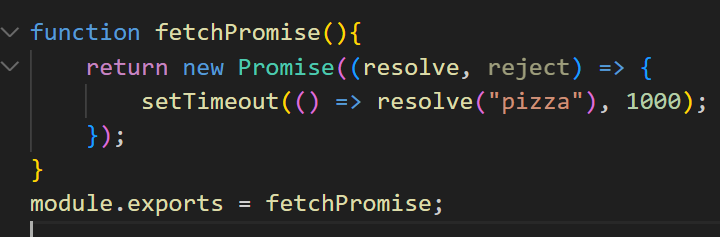 function fetchPromise(){
    return new Promise((resolve, reject) => {
        setTimeout(() => resolve("pizza"), 1000);
    });
}
module.exports = fetchPromise;